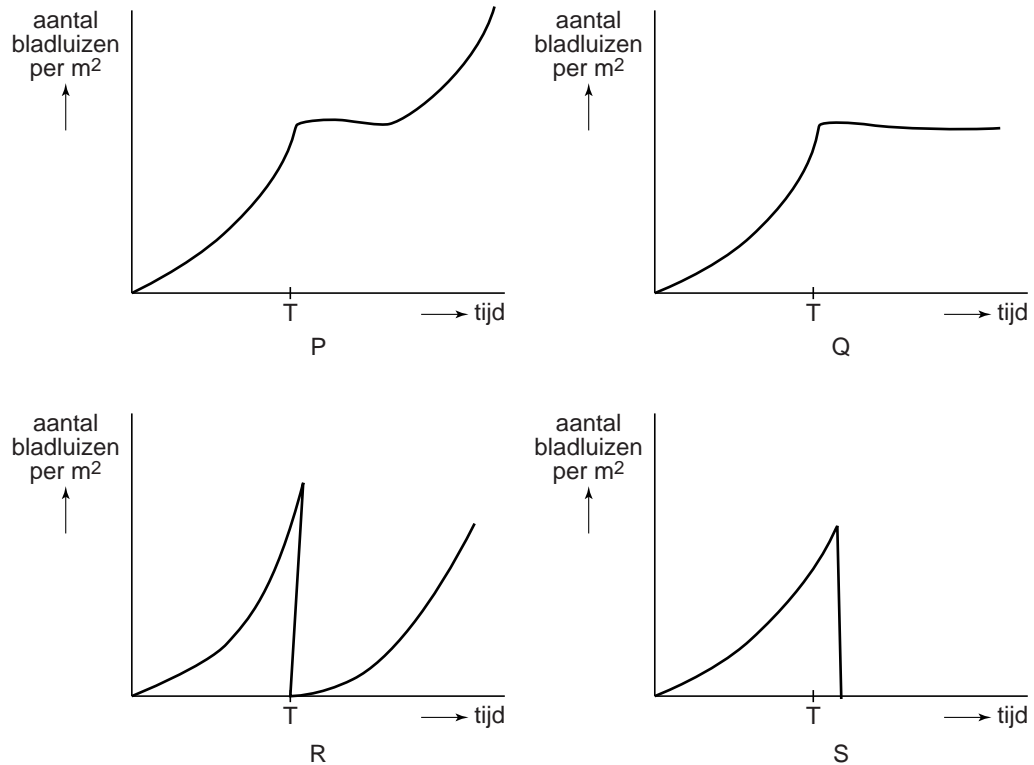 aantal
bladluizen
per m2
T
tijd
P
aantal
bladluizen
per m2
T
tijd
Q
aantal
bladluizen
per m2
T
tijd
R
aantal
bladluizen
per m2
T
tijd
S